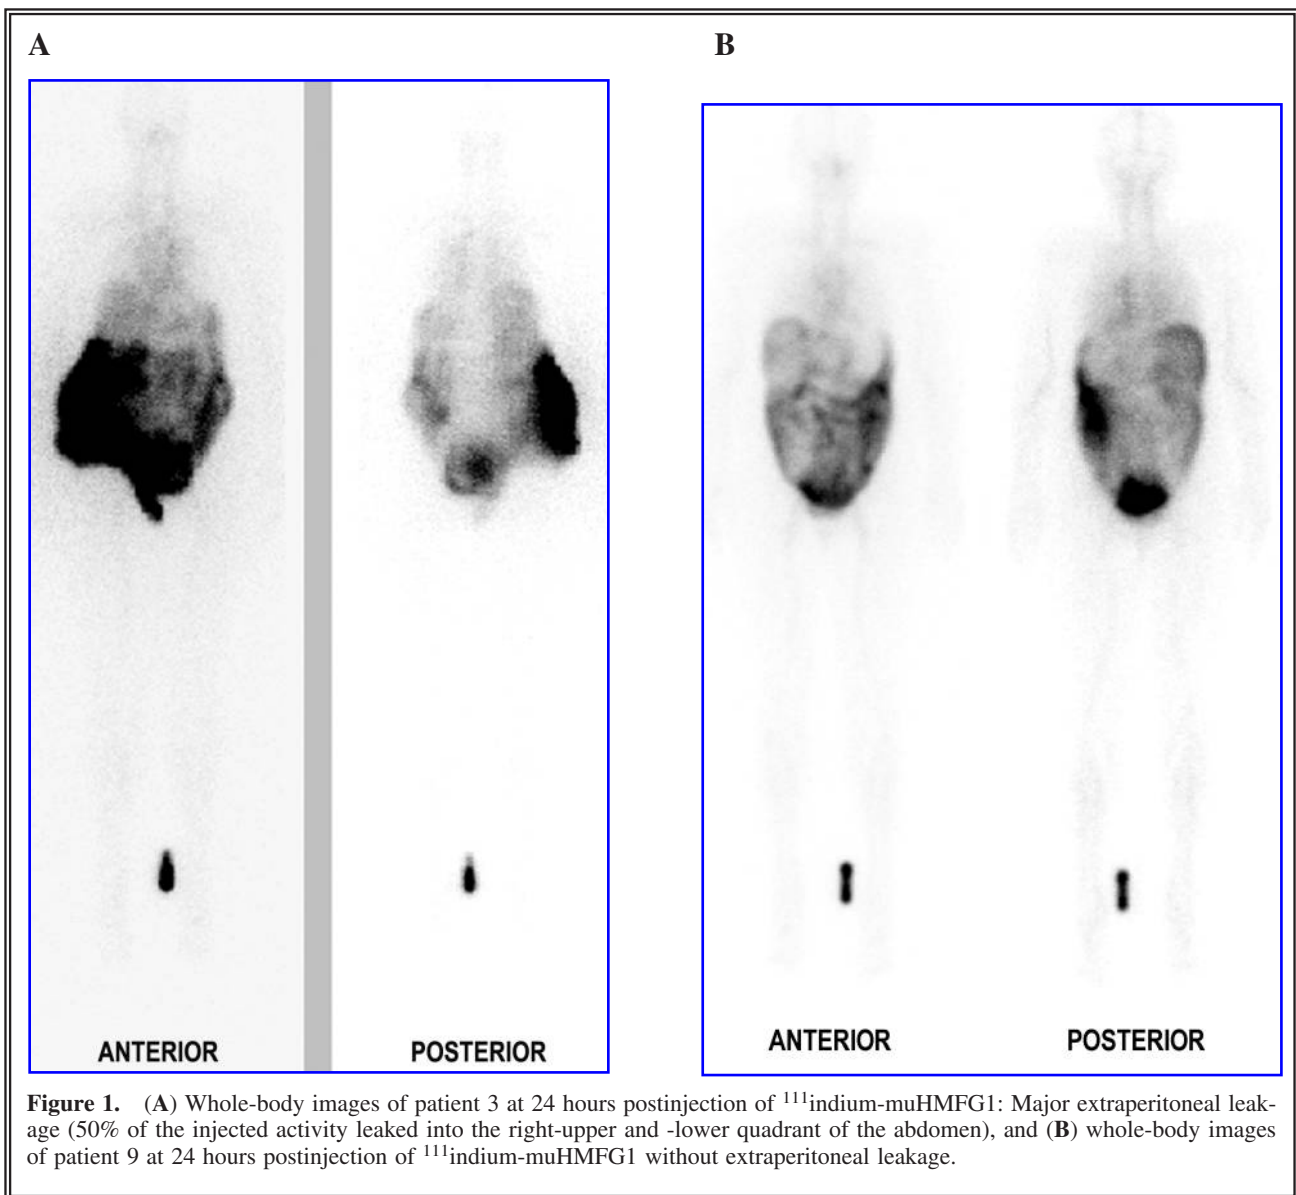 A
B
ANTERIOR
POSTERIOR
ANTERIOR
POSTERIOR
Figure 1. (A) Whole-body images of patient 3 at 24 hours postinjection of ¹¹¹indium-muHMFG1: Major extraperitoneal leak-
age (50% of the injected activity leaked into the right-upper and -lower quadrant of the abdomen), and (B) whole-body images
of patient 9 at 24 hours postinjection of ¹¹¹indium-muHMFG1 without extraperitoneal leakage.